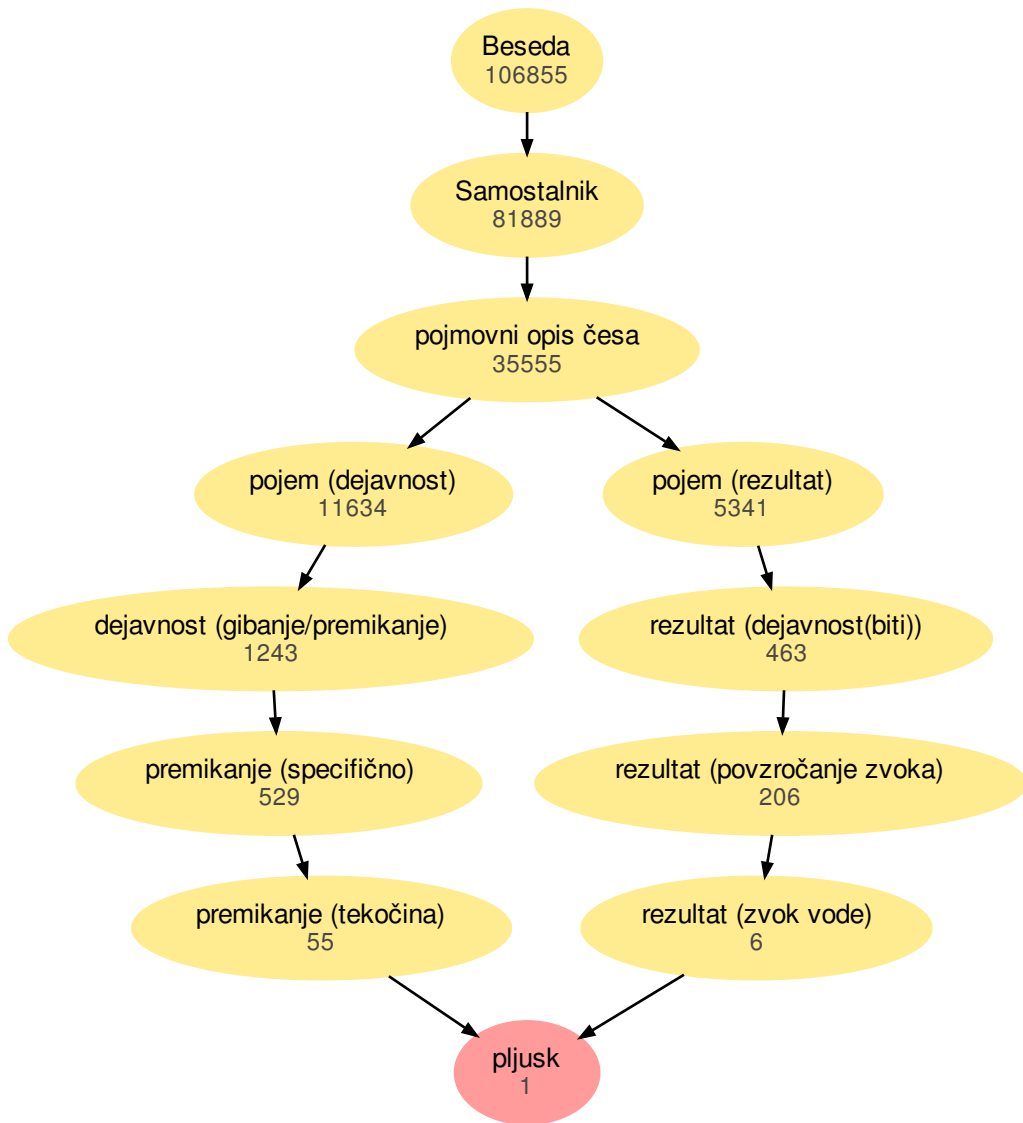 Beseda
106855
Samostalnik
81889
pojmovni opis česa
35555
pojem (dejavnost)
11634
pojem (rezultat)
5341
dejavnost (gibanje/premikanje)
1243
rezultat (dejavnost(biti))
463
premikanje (specifično)
529
rezultat (povzročanje zvoka)
206
premikanje (tekočina)
55
rezultat (zvok vode)
6
pljusk
1